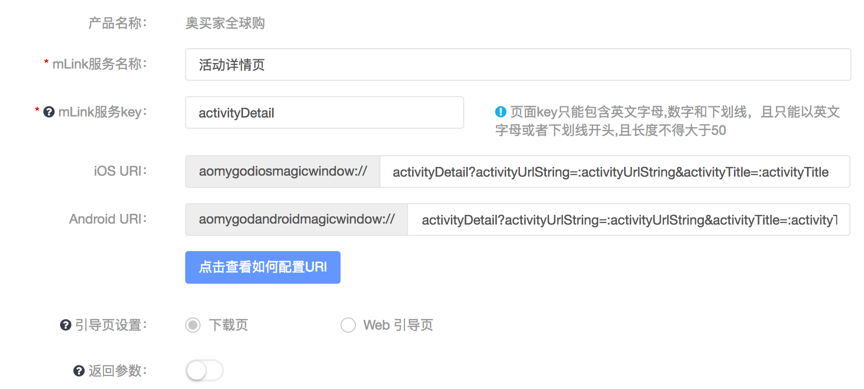 产品名称： 奥买家全球购
* mLink服务名称： 活动详情页
* ? mLink服务key： activityDetail ! 页面key只能包含英文字母,数字和下划线，且只能以英文
字母或者下划线开头,且长度不得大于50
iOS URI： aomygodiosmagicwindow:// activityDetail?activityUrlString=:activityUrlString&activityTitle=:activityTitle
Android URI： aomygodandroidmagicwindow:// activityDetail?activityUrlString=:activityUrlString&activityTitle=:activityT
点击查看如何配置URI
? 引导页设置： 下载页 Web 引导页
? 返回参数：